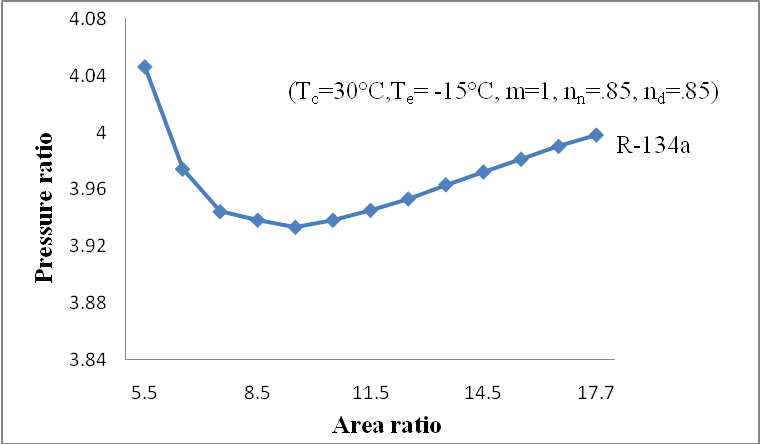 4.08
4.04
4
3.96
3.92
3.88
3.84
Pressure ratio
(Tc=30°C,Te= -15°C, m=1, nn=.85, nd=.85)
R-134a
5.5 8.5 11.5 14.5 17.7
Area ratio